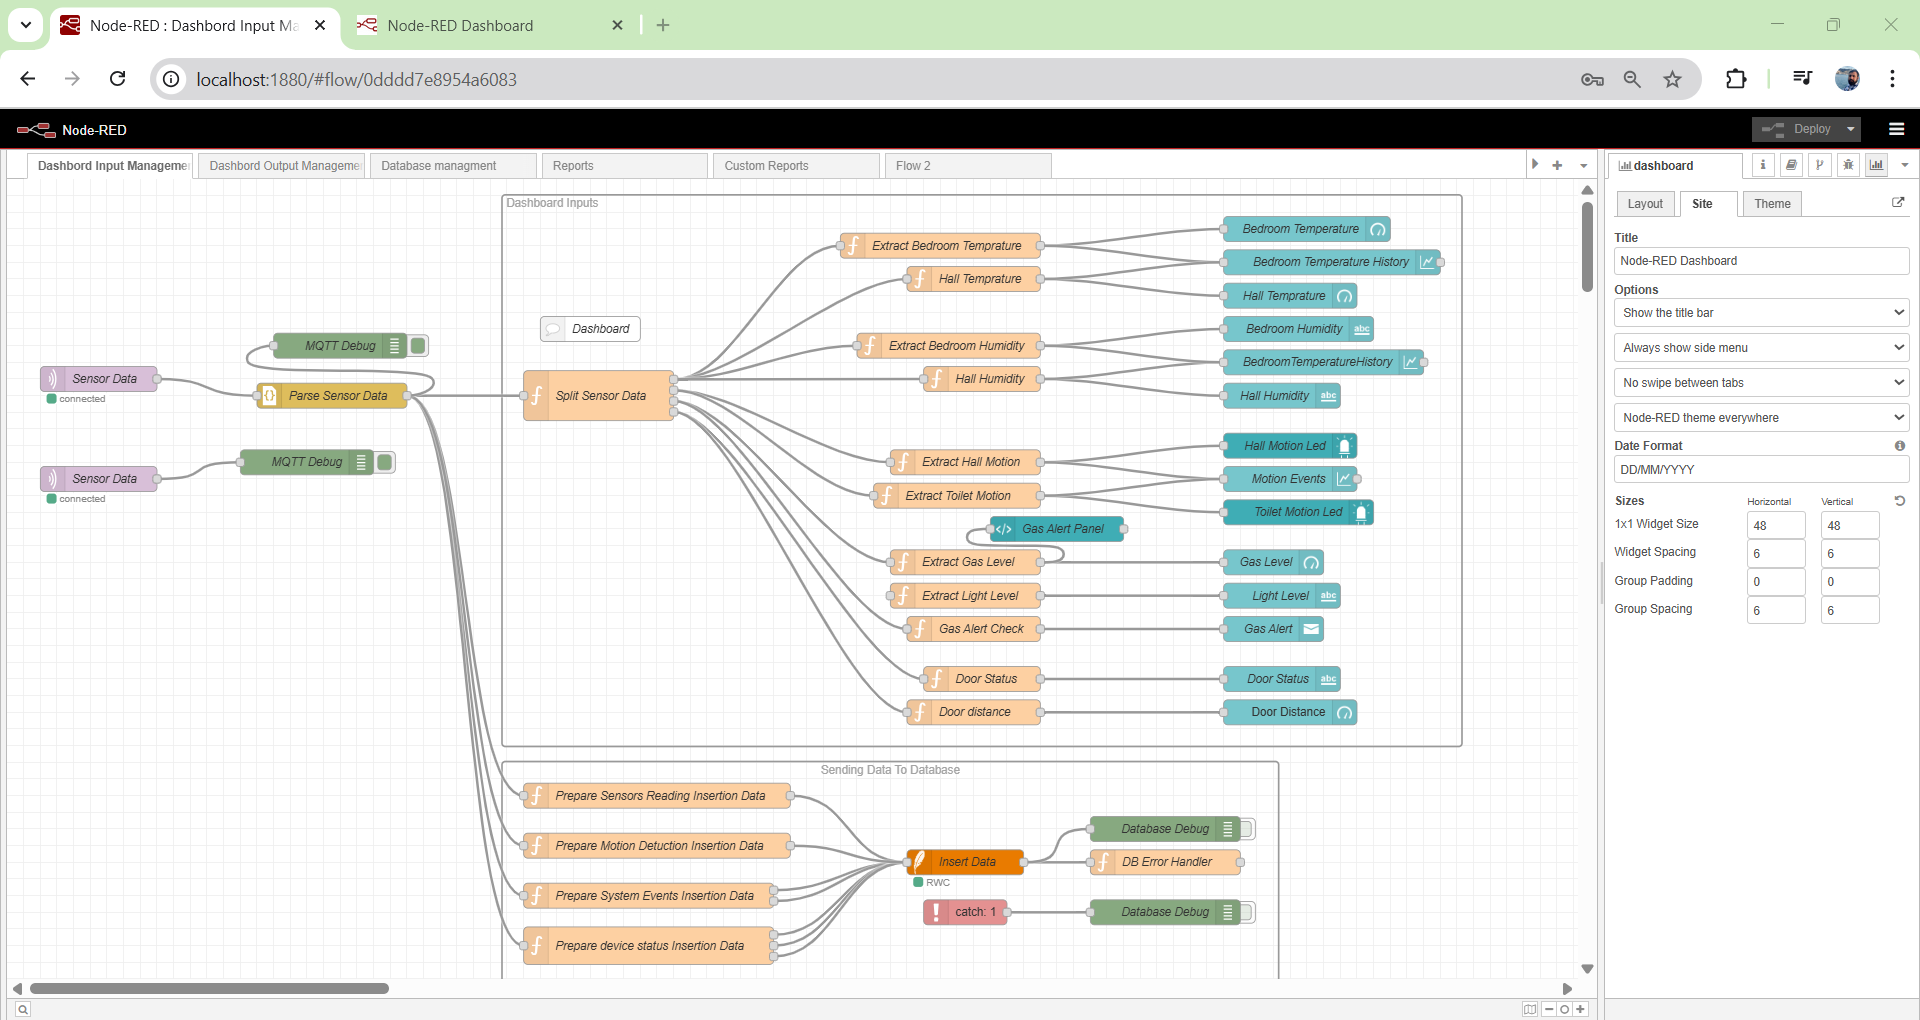 Node-RED : Dashbord Input Ma
Node-RED Dashboard
localhost:1880/#flow/0dddd7e8954a6083
Node-RED
Deploy
Dashbord Input Manageme
Dashbord Output Manageme
Database managment
Reports
Custom Reports
Flow 2
dashboard
Layout
Site
Theme
Title
Node-RED Dashboard
Options
Show the title bar
Always show side menu
No swipe between tabs
Node-RED theme everywhere
Date Format
DD/MM/YYYY
Sizes
Horizontal
Vertical
1x1 Widget Size
48
48
Widget Spacing
6
6
Group Padding
0
0
Group Spacing
6
6
Dashboard Inputs
Extract Bedroom Temprature
Bedroom Temperature
Bedroom Temperature History
Hall Temprature
Hall Temprature
Dashboard
Bedroom Humidity
MQTT Debug
Extract Bedroom Humidity
BedroomTemperatureHistory
Sensor Data
connected
Hall Humidity
Parse Sensor Data
Split Sensor Data
Hall Humidity
abc
abc
Hall Motion Led
MQTT Debug
Extract Hall Motion
Sensor Data
connected
Motion Events
Extract Toilet Motion
Toilet Motion Led
Gas Alert Panel
Extract Gas Level
Gas Level
Extract Light Level
Light Level
abc
Gas Alert Check
Gas Alert
Door Status
Door Status
abc
Door distance
Door Distance
Sending Data To Database
Prepare Sensors Reading Insertion Data
Database Debug
Prepare Motion Detuction Insertion Data
Insert Data
RWC
DB Error Handler
Prepare System Events Insertion Data
catch: 1
Database Debug
Prepare device status Insertion Data